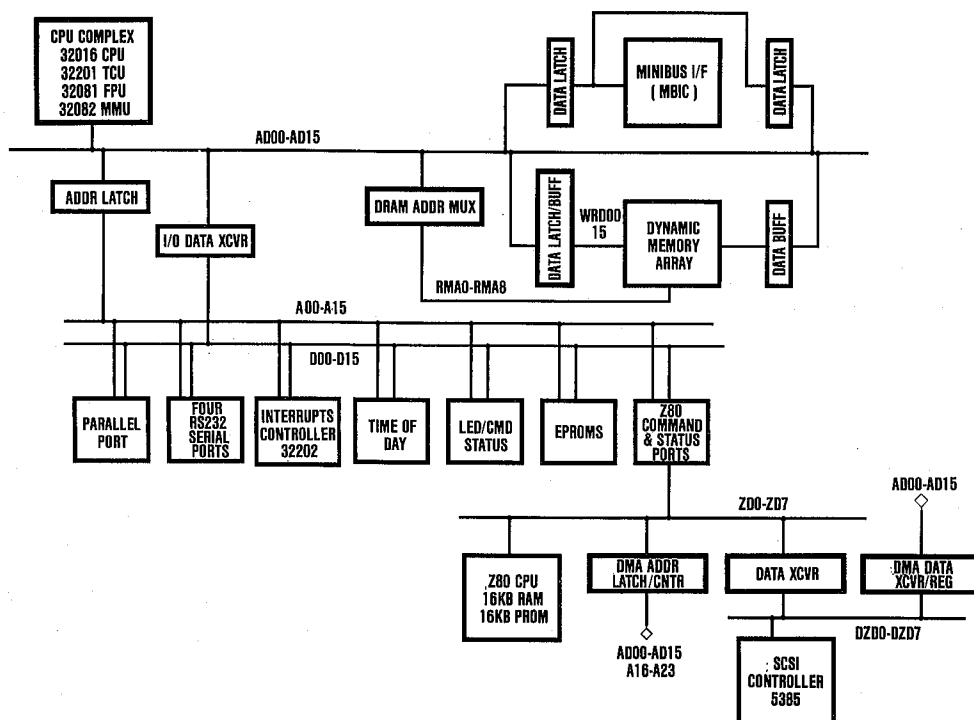 CPU COMPLEX
32016 CPU
32201 TCU
32081 FPU
32082 MMU
DATA LATCH
MINIBUS I/F
( MBIC )
DATA LATCH
AD00-AD15
ADDR LATCH
I/O DATA XCVR
DRAM ADDR MUX
DATA LATCH/BUFF
WRD00
15
DYNAMIC
MEMORY
ARRAY
DATA BUFF
RMA0-RMA8
A00-A15
D00-D15
PARALLEL
PORT
FOUR
RS232
SERIAL
PORTS
INTERRUPTS
CONTROLLER
32202
TIME OF
DAY
LED/CMD
STATUS
EPROMS
Z80
COMMAND
& STATUS
PORTS
AD00-AD15
ZD0-ZD7
Z80 CPU
16KB RAM
16KB PROM
DMA ADDR
LATCH/CNTR
DATA XCVR
DMA DATA
XCVR/REG
AD00-AD15
A16-A23
DZD0-DZD7
SCSI
CONTROLLER
5385